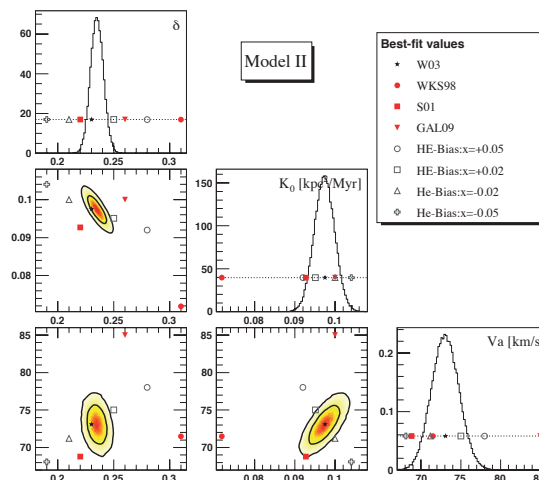 δ
60
40
20
0
0.2 0.25 0.3
Model II
Best-fit values
W03
WKS98
S01
GAL09
HE-Bias:x=+0.05
HE-Bias:x=+0.02
He-Bias:x=-0.02
He-Bias:x=-0.05
0.1
0.09
0.08
0.2 0.25 0.3
K0 [kpc2/Myr]
150
100
50
0
0.08 0.09 0.1
85
80
75
70
0.2 0.25 0.3
85
80
75
70
0.08 0.09 0.1
Va [km/s
0.2
0.1
0
70 75 80 85